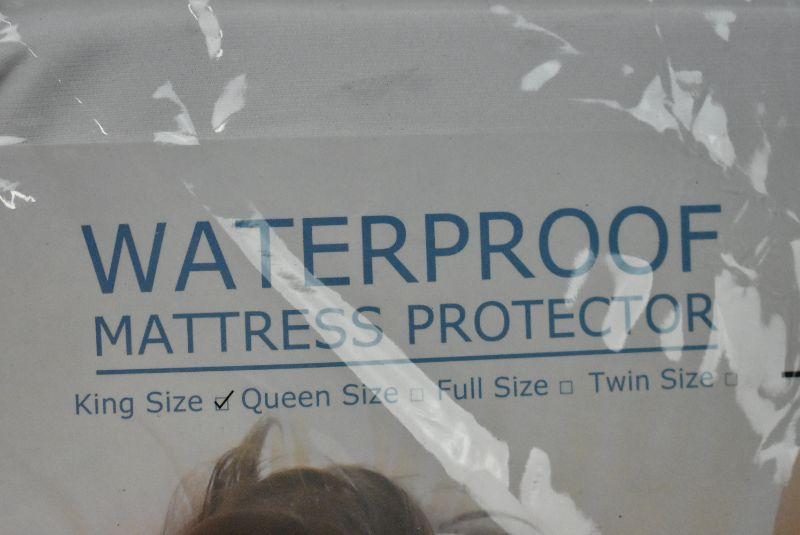 WATERPROOF
MATTRESS PROTECTOR
King Size ☑ Queen Size ☐ Full Size ☐ Twin Size ☐